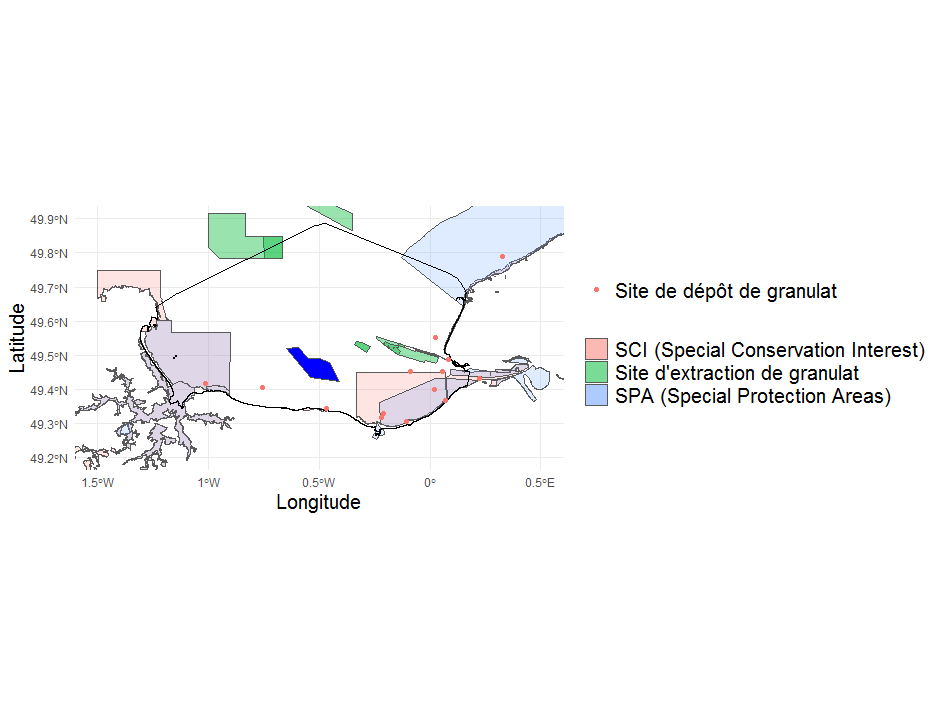 49.9°N
49.8°N
49.7°N
49.6°N
49.5°N
49.4°N
49.3°N
49.2°N
Latitude
1.5°W
1°W
0.5°W
0°
0.5°E
Longitude
Site de dépôt de granulat
SCI (Special Conservation Interest)
Site d'extraction de granulat
SPA (Special Protection Areas)